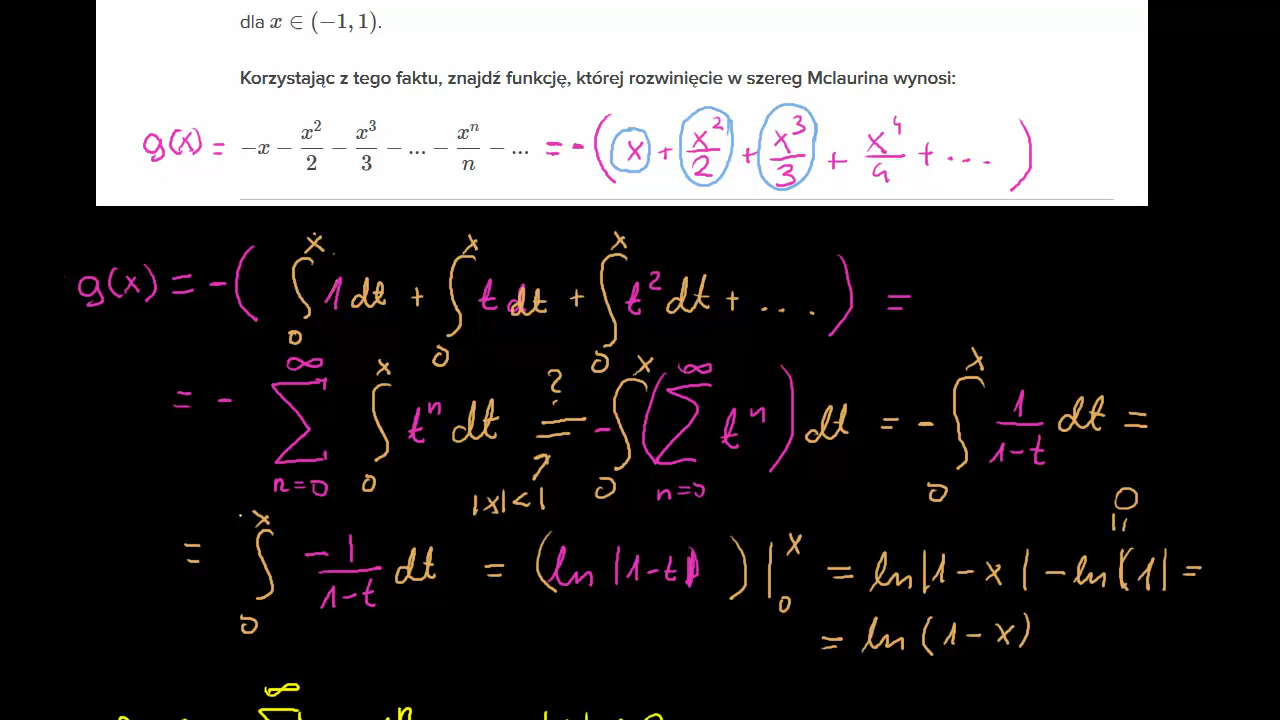 dla x ∈ (−1, 1).
Korzystając z tego faktu, znajdź funkcję, której rozwinięcie w szereg Mclaurina wynosi:
g(x) = −x − x²/2 − x³/3 − ... − xⁿ/n − ... = - ( x + x²/2 + x³/3 + x⁴/4 + ... )
g(x) = - ( ∫₀ˣ 1 dt + ∫₀ˣ t dt + ∫₀ˣ t² dt + ... ) =
= - ∑_{n=0}^{∞} ∫₀ˣ tⁿ dt =? - ∫₀ˣ ( ∑_{n=0}^{∞} tⁿ ) dt = - ∫₀ˣ 1/(1-t) dt =
|x| < 1
0
= ∫₀ˣ -1/(1-t) dt = (ln |1-t|) |₀ˣ = ln|1-x| - ln|1| =
= ln(1-x)